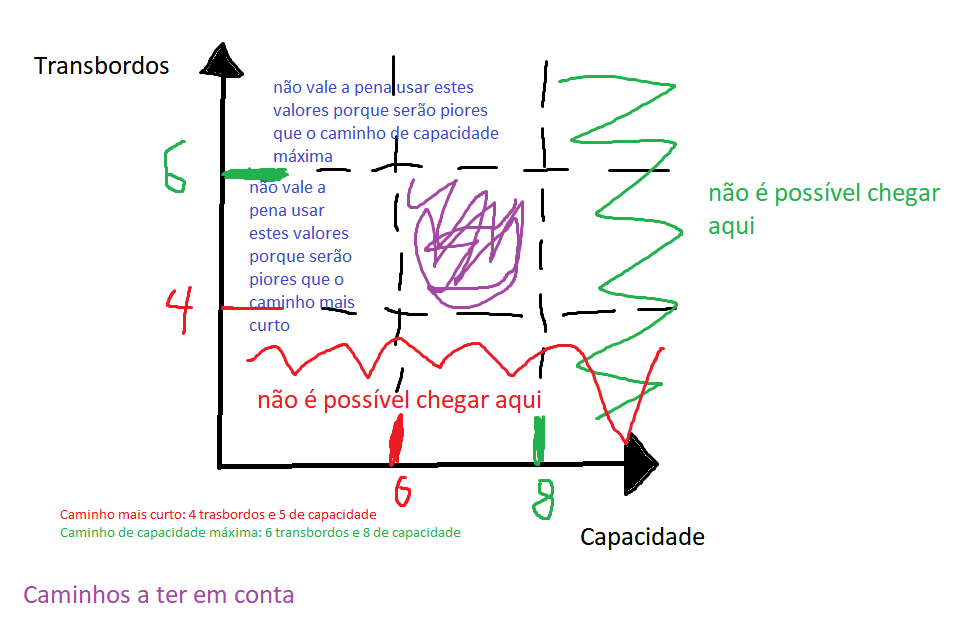 Transbordos
não vale a pena usar estes
valores porque serão piores
que o caminho de capacidade
máxima
6
não vale a
pena usar
estes valores
porque serão
piores que o
caminho mais
curto
não é possível chegar
aqui
4
não é possível chegar aqui
6
8
Caminho mais curto: 4 trasbordos e 5 de capacidade
Caminho de capacidade máxima: 6 transbordos e 8 de capacidade
Capacidade
Caminhos a ter em conta